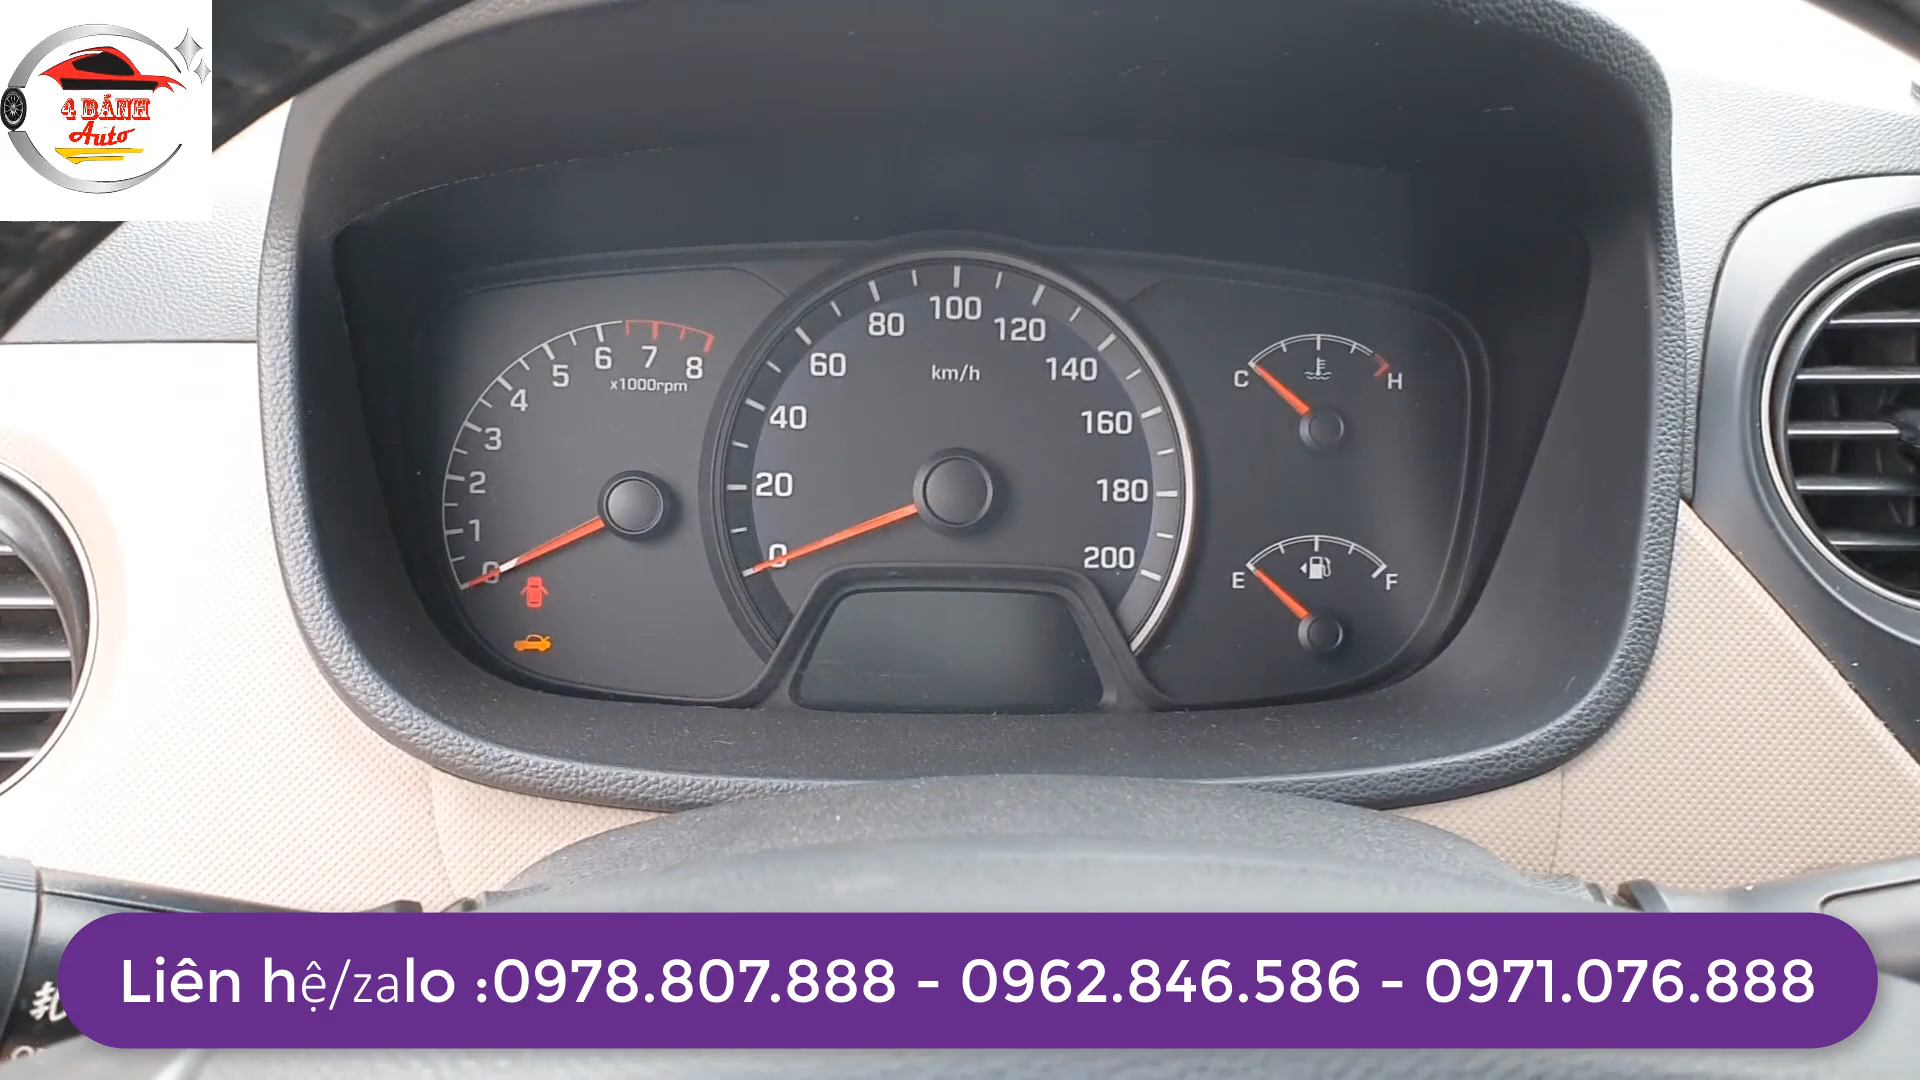 4 BÁNH
Auto
0 1 2 3 4 5 6 7 8
x1000rpm
0 20 40 60 80 100 120 140 160 180 200
km/h
C H
E F
Liên hệ/zalo :0978.807.888 - 0962.846.586 - 0971.076.888